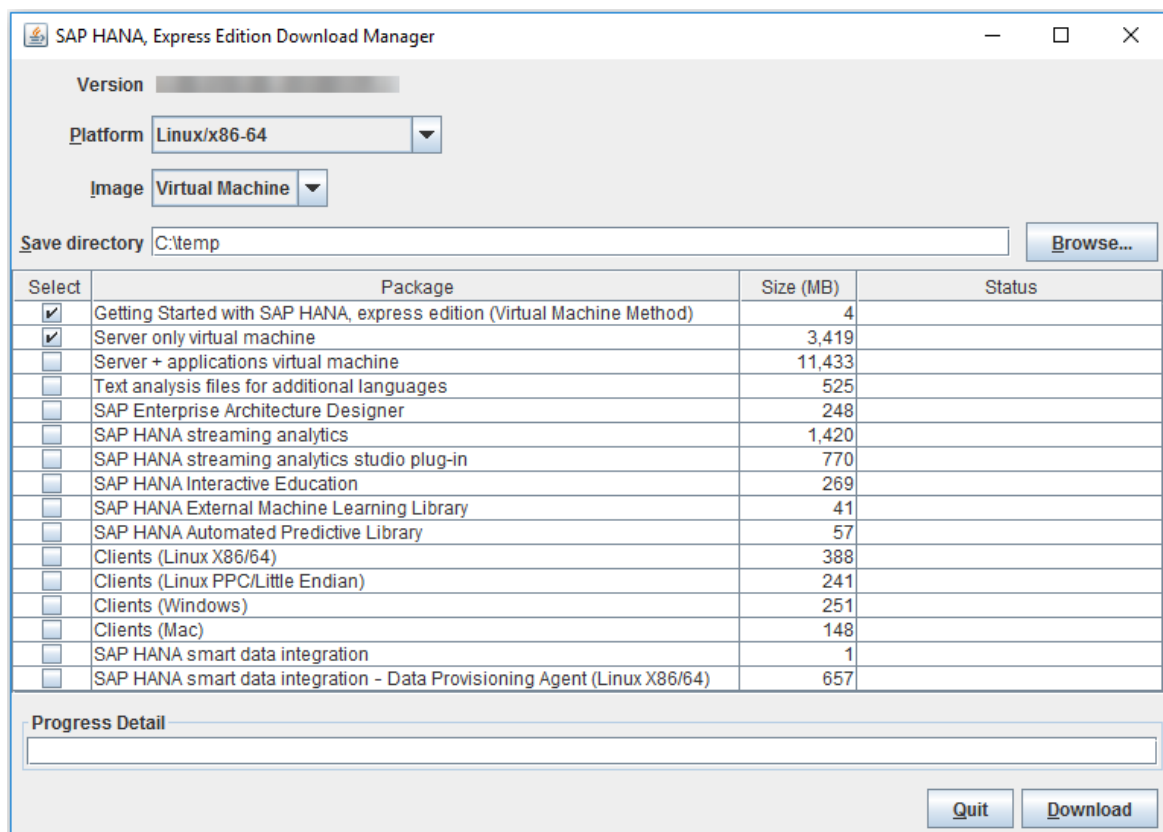 SAP HANA, Express Edition Download Manager
Version
Platform Linux/x86-64
Image Virtual Machine
Save directory C:\temp Browse...
Select Package Size (MB) Status
Getting Started with SAP HANA, express edition (Virtual Machine Method) 4
Server only virtual machine 3,419
Server + applications virtual machine 11,433
Text analysis files for additional languages 525
SAP Enterprise Architecture Designer 248
SAP HANA streaming analytics 1,420
SAP HANA streaming analytics studio plug-in 770
SAP HANA Interactive Education 269
SAP HANA External Machine Learning Library 41
SAP HANA Automated Predictive Library 57
Clients (Linux X86/64) 388
Clients (Linux PPC/Little Endian) 241
Clients (Windows) 251
Clients (Mac) 148
SAP HANA smart data integration 1
SAP HANA smart data integration - Data Provisioning Agent (Linux X86/64) 657
Progress Detail
Quit Download